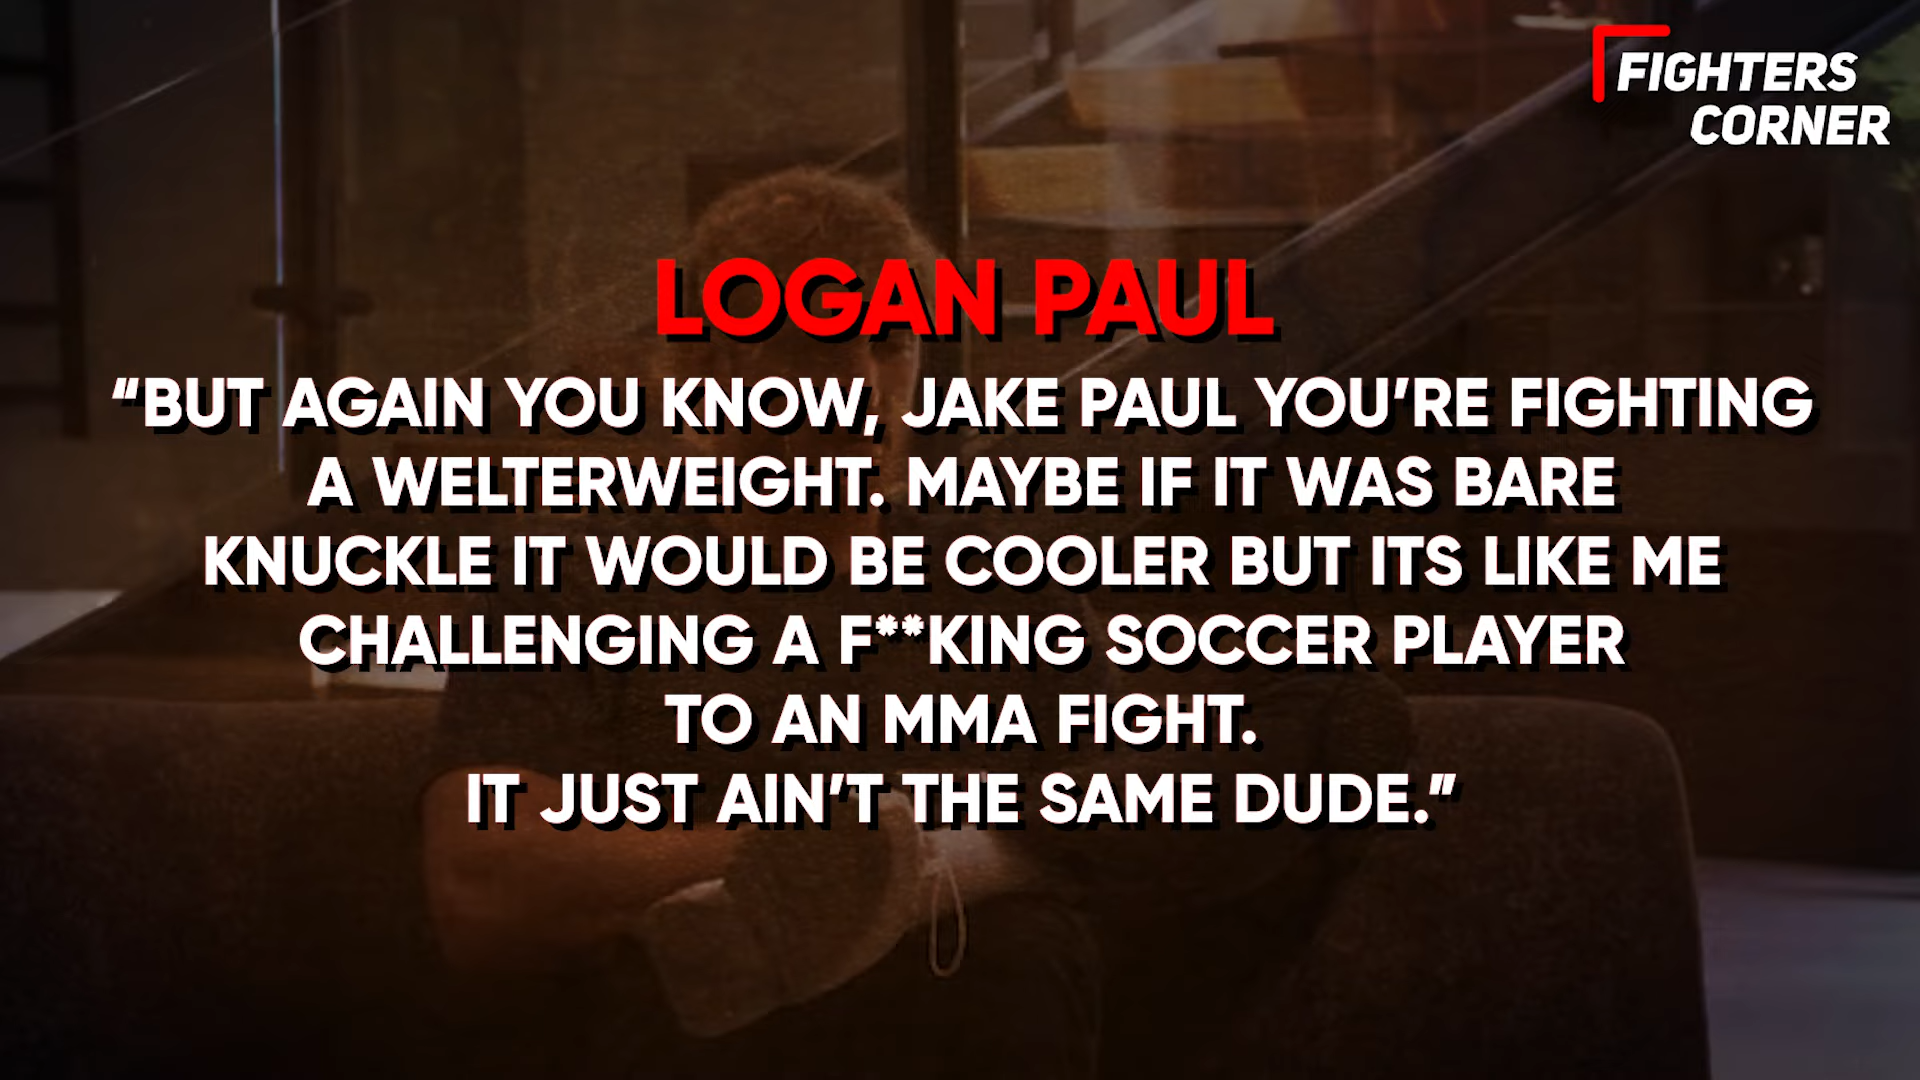 FIGHTERS
CORNER
LOGAN PAUL
“BUT AGAIN YOU KNOW, JAKE PAUL YOU’RE FIGHTING
A WELTERWEIGHT. MAYBE IF IT WAS BARE
KNUCKLE IT WOULD BE COOLER BUT ITS LIKE ME
CHALLENGING A F**KING SOCCER PLAYER
TO AN MMA FIGHT.
IT JUST AIN’T THE SAME DUDE.”